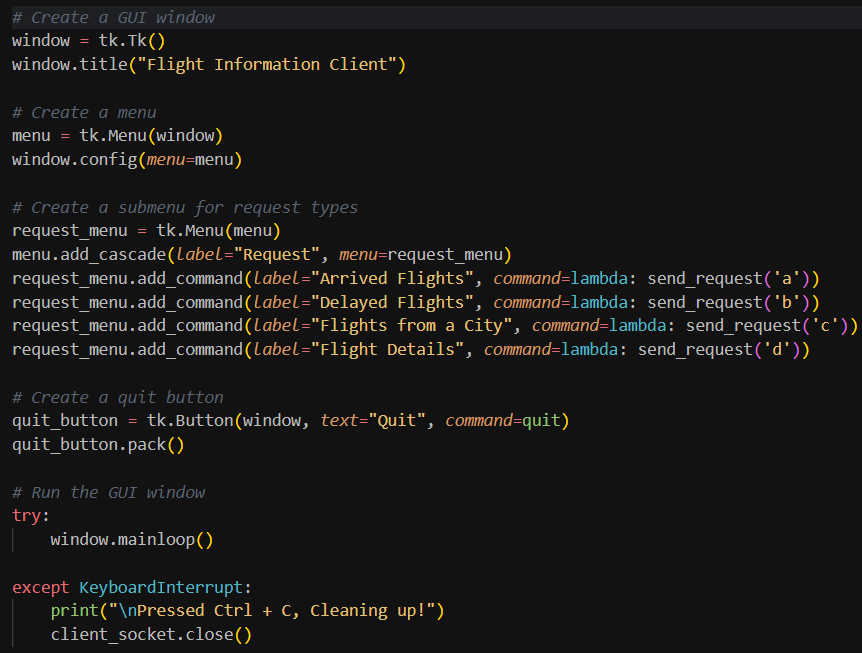 # Create a GUI window
window = tk.Tk()
window.title("Flight Information Client")

# Create a menu
menu = tk.Menu(window)
window.config(menu=menu)

# Create a submenu for request types
request_menu = tk.Menu(menu)
menu.add_cascade(label="Request", menu=request_menu)
request_menu.add_command(label="Arrived Flights", command=lambda: send_request('a'))
request_menu.add_command(label="Delayed Flights", command=lambda: send_request('b'))
request_menu.add_command(label="Flights from a City", command=lambda: send_request('c'))
request_menu.add_command(label="Flight Details", command=lambda: send_request('d'))

# Create a quit button
quit_button = tk.Button(window, text="Quit", command=quit)
quit_button.pack()

# Run the GUI window
try:
    window.mainloop()

except KeyboardInterrupt:
    print("\nPressed Ctrl + C, Cleaning up!")
    client_socket.close()